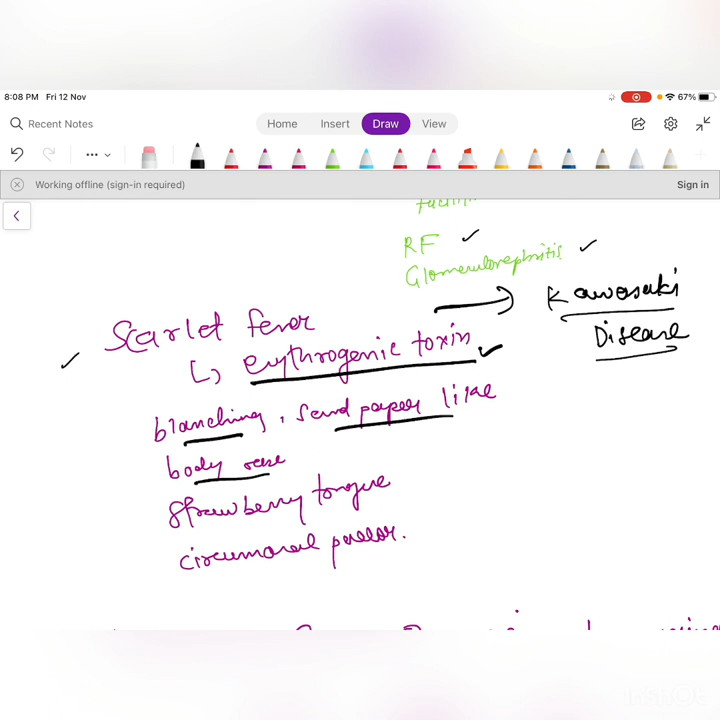 8:08 PM Fri 12 Nov
67%
Recent Notes
Home Insert Draw View
Working offline (sign-in required)
Sign in
RF
Glomerulonephritis
Kawasaki
Disease
Scarlet fever
erythrogenic toxin
blanching, sand paper like
body rase
strawberry tongue
circumoral pallor.